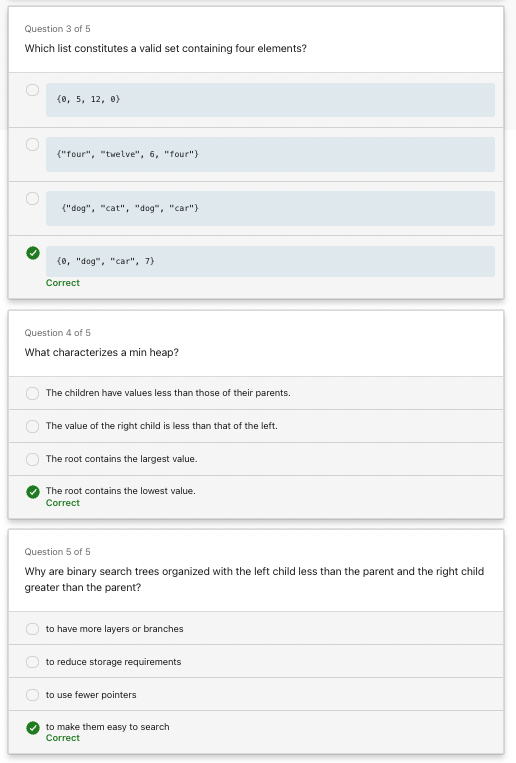 Question 3 of 5
Which list constitutes a valid set containing four elements?
{0, 5, 12, 0}
{"four", "twelve", 6, "four"}
{"dog", "cat", "dog", "car"}
{0, "dog", "car", 7}
Correct
Question 4 of 5
What characterizes a min heap?
The children have values less than those of their parents.
The value of the right child is less than that of the left.
The root contains the largest value.
The root contains the lowest value.
Correct
Question 5 of 5
Why are binary search trees organized with the left child less than the parent and the right child
greater than the parent?
to have more layers or branches
to reduce storage requirements
to use fewer pointers
to make them easy to search
Correct